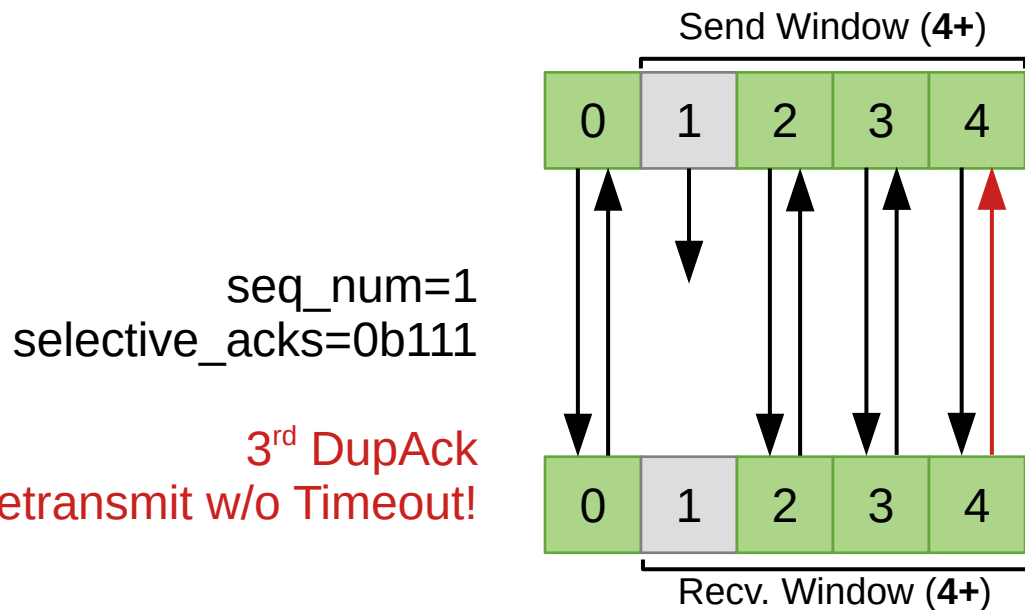 Send Window (4+)
0 1 2 3 4
seq_num=1
selective_acks=0b111
3rd DupAck
etransmit w/o Timeout!
0 1 2 3 4
Recv. Window (4+)